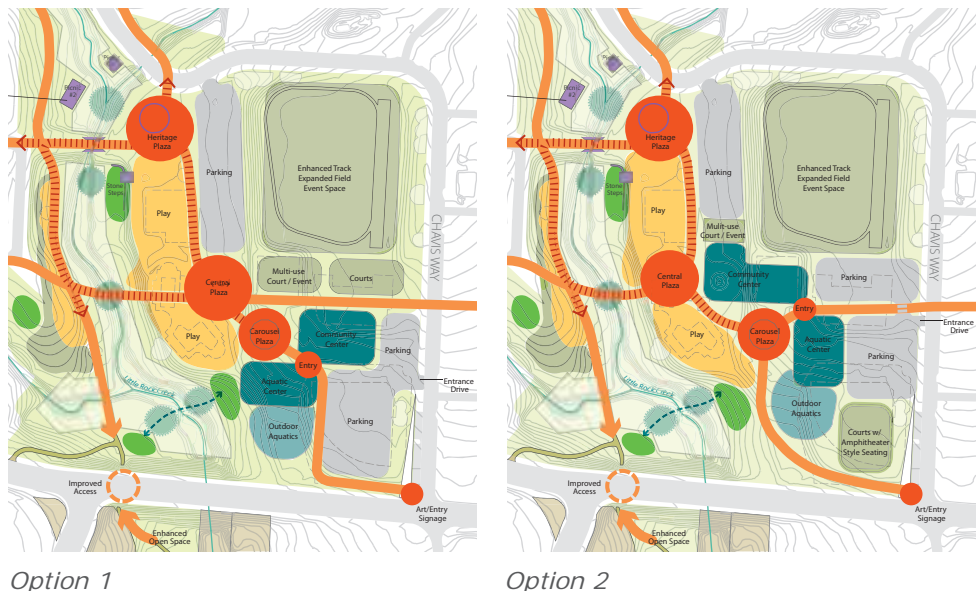 Picnic
#2
Heritage
Plaza
Stone
Steps
Parking
Enhanced Track
Expanded Field
Event Space
Play
CHAVIS WAY
Multi-use
Court / Event
Courts
Central
Plaza
Carousel
Plaza
Community
Center
Play
Parking
Entry
Entrance
Drive
Aquatic
Center
Little Rock Creek
Parking
Outdoor
Aquatics
Improved
Access
Art/Entry
Signage
Enhanced
Open Space
Option 1
Picnic
#2
Heritage
Plaza
Stone
Steps
Parking
Enhanced Track
Expanded Field
Event Space
Play
CHAVIS WAY
Mulit-use
Court / Event
Central
Plaza
Community
Center
Parking
Entry
Entrance
Drive
Carousel
Plaza
Play
Aquatic
Center
Parking
Little Rock Creek
Outdoor
Aquatics
Courts w/
Amphitheater
Style Seating
Improved
Access
Art/Entry
Signage
Enhanced
Open Space
Option 2